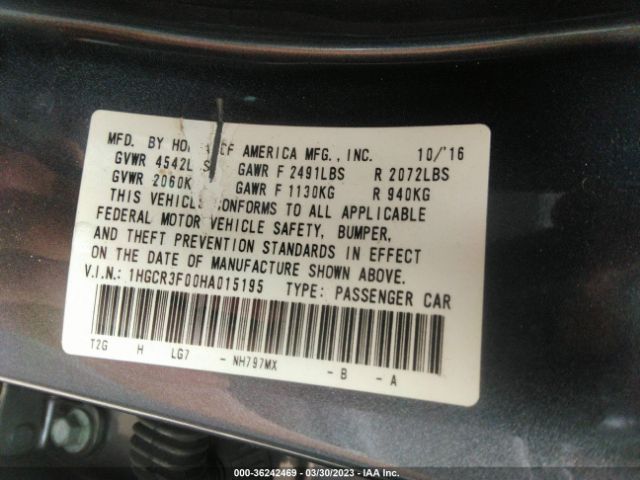 MFD. BY HO OF AMERICA MFG., INC. 10/'16
GVWR 4542L S GAWR F 2491LBS R 2072LBS
GVWR 2060K GAWR F 1130KG R 940KG
THIS VEHICLE CONFORMS TO ALL APPLICABLE
FEDERAL MOTOR VEHICLE SAFETY, BUMPER,
AND THEFT PREVENTION STANDARDS IN EFFECT
ON THE DATE OF MANUFACTURE SHOWN ABOVE.
V.I.N.: 1HGCR3F00HA015195 TYPE: PASSENGER CAR
T2G H LG7 - NH797MX - B - A
000-36242469 - 03/30/2023 - IAA Inc.